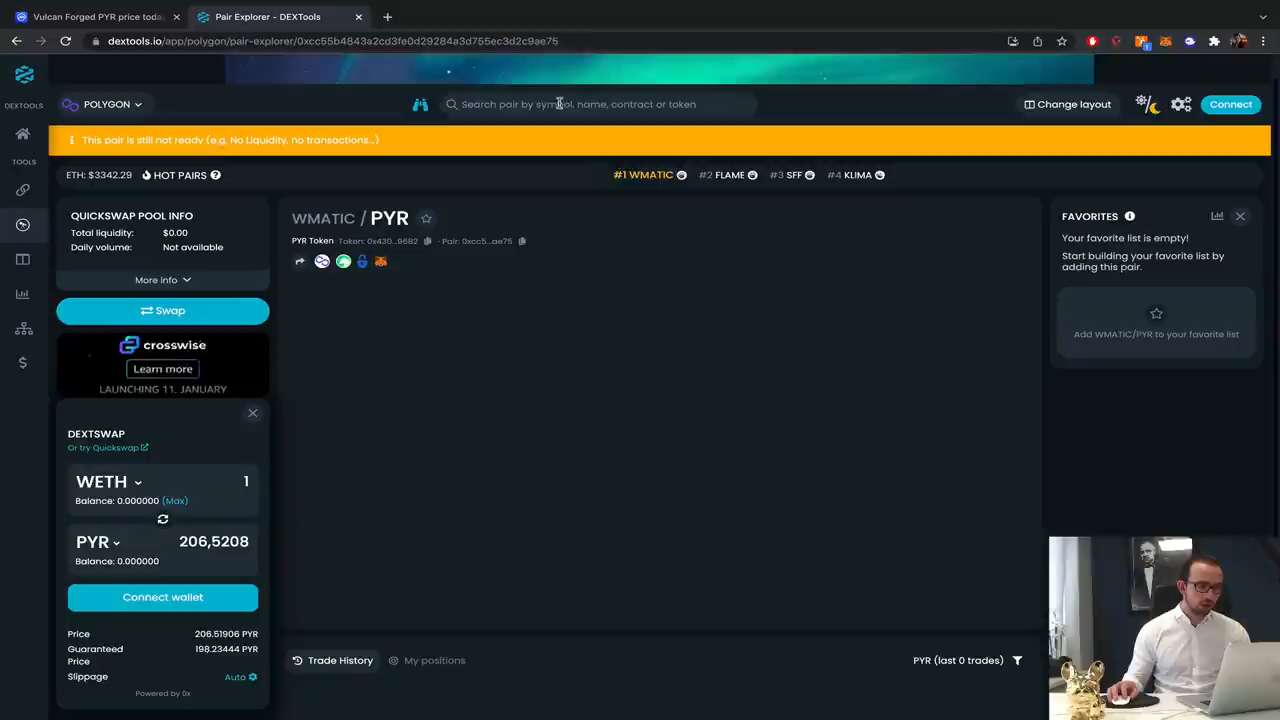 Vulcan Forged PYR price toda
Pair Explorer - DEXTools
dextools.io/app/polygon/pair-explorer/0xcc55b4843a2cd3fe0d29284a3d755ec3d2c9ae75
DEXTOOLS
POLYGON
Search pair by symbol, name, contract or token
Change layout
Connect
This pair is still not ready (e.g. No Liquidity, no transactions...)
TOOLS
ETH: $3342.29
HOT PAIRS
#1 WMATIC
#2 FLAME
#3 SFF
#4 KLIMA
QUICKSWAP POOL INFO
Total liquidity: $0.00
Daily volume: Not available
More info
Swap
crosswise
Learn more
LAUNCHING 11. JANUARY
DEXTSWAP
Or try Quickswap
WETH 1
Balance: 0.000000 (Max)
PYR 206,5208
Balance: 0.000000
Connect wallet
Price 206.51906 PYR
Guaranteed Price 198.23444 PYR
Slippage Auto
Powered by 0x
WMATIC / PYR
PYR Token Token: 0x430...9682 - Pair: 0xcc5...ae75
Trade History
My positions
PYR (last 0 trades)
FAVORITES
Your favorite list is empty!
Start building your favorite list by
adding this pair.
Add WMATIC/PYR to your favorite list